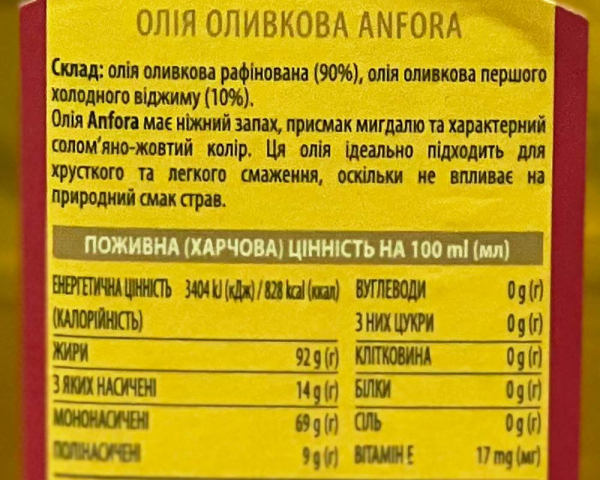 ОЛІЯ ОЛИВКОВА ANFORA
Склад: олія оливкова рафінована (90%), олія оливкова першого
холодного віджиму (10%).
Олія Anfora має ніжний запах, присмак мигдалю та характерний
солом'яно-жовтий колір. Ця олія ідеально підходить для
хрусткого та легкого смаження, оскільки не впливає на
природний смак страв.
ПОЖИВНА (ХАРЧОВА) ЦІННІСТЬ НА 100 ml (мл)
ЕНЕРГЕТИЧНА ЦІННІСТЬ 3404 kJ (кДж) / 828 kcal (ккал)
(КАЛОРІЙНІСТЬ)
ЖИРИ 92 g (г)
З ЯКИХ НАСИЧЕНІ 14 g (г)
МОНОНАСИЧЕНІ 69 g (г)
ПОЛІНАСИЧЕНІ 9 g (г)
ВУГЛЕВОДИ 0 g (г)
З НИХ ЦУКРИ 0 g (г)
КЛІТКОВИНА 0 g (г)
БІЛКИ 0 g (г)
СІЛЬ 0 g (г)
ВІТАМІН Е 17 mg (мг)